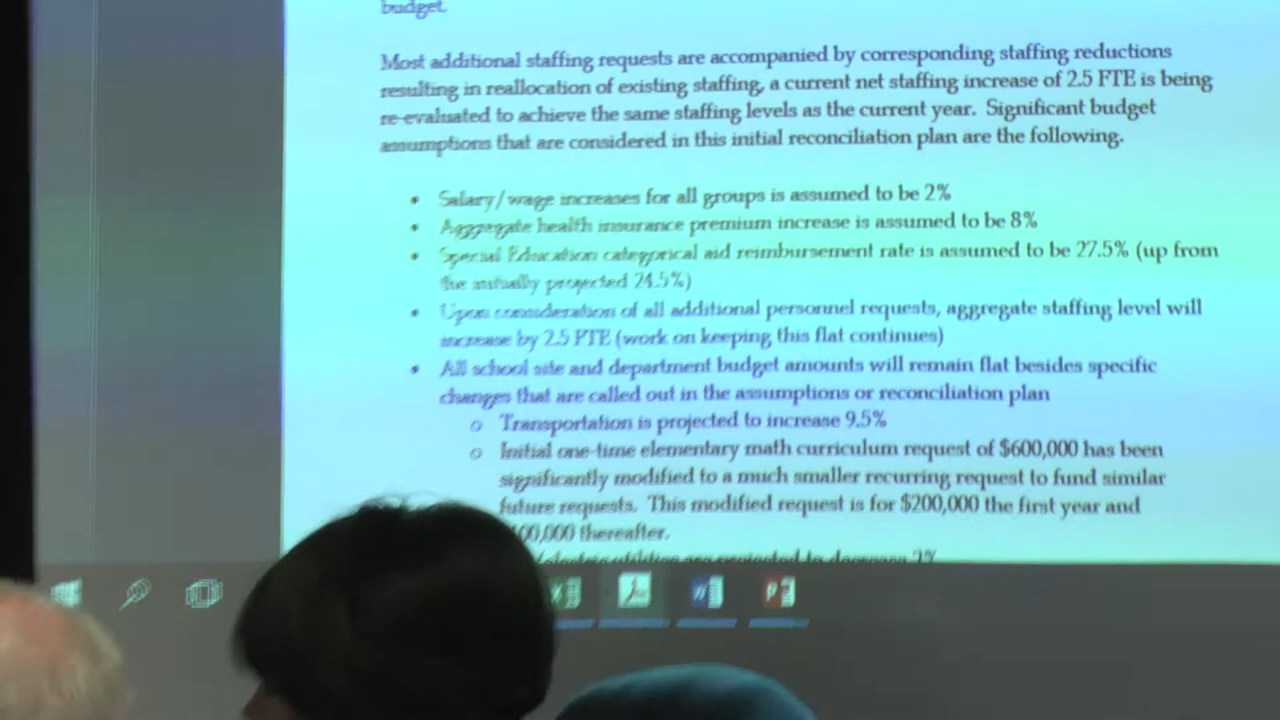 budget.
Most additional staffing requests are accompanied by corresponding staffing reductions
resulting in reallocation of existing staffing, a current net staffing increase of 2.5 FTE is being
re-evaluated to achieve the same staffing levels as the current year. Significant budget
assumptions that are considered in this initial reconciliation plan are the following.
• Salary/wage increases for all groups is assumed to be 2%
• Aggregate health insurance premium increase is assumed to be 8%
• Special Education categorical aid reimbursement rate is assumed to be 27.5% (up from
the initially projected 24.5%)
• Upon consideration of all additional personnel requests, aggregate staffing level will
increase by 2.5 FTE (work on keeping this flat continues)
• All school site and department budget amounts will remain flat besides specific
changes that are called out in the assumptions or reconciliation plan
o Transportation is projected to increase 9.5%
o Initial one-time elementary math curriculum request of $600,000 has been
significantly modified to a much smaller recurring request to fund similar
future requests. This modified request is for $200,000 the first year and
00,000 thereafter.
/electric utilities are projected to decrease